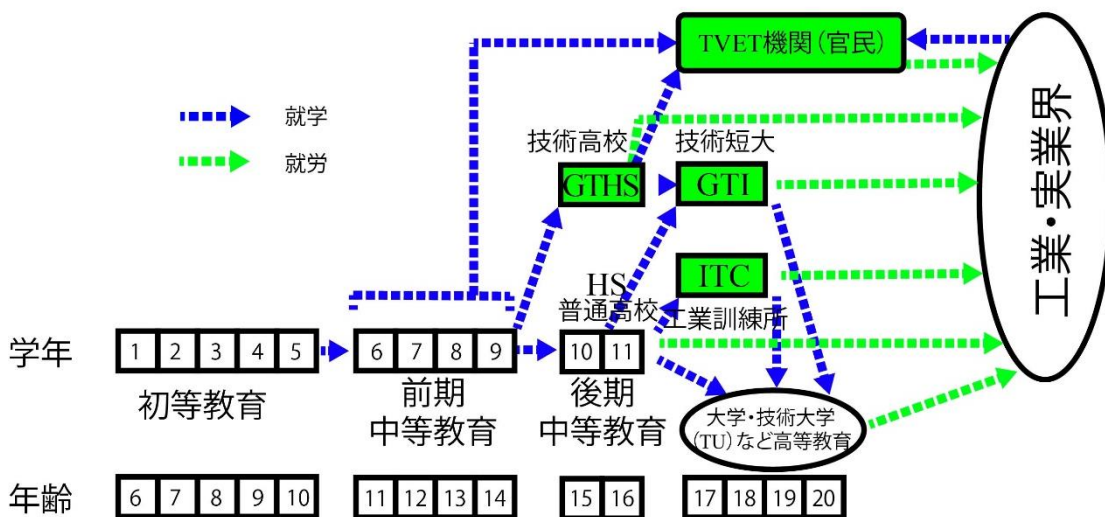 TVET機関(官民)
就学
就労
技術高校
技術短大
GTHS
GTI
工業・実業界
HS
普通高校
ITC
工業訓練所
学年
1 2 3 4 5
6 7 8 9
10 11
初等教育
前期
中等教育
後期
中等教育
大学・技術大学
(TU)など高等教育
年齢
6 7 8 9 10
11 12 13 14
15 16
17 18 19 20